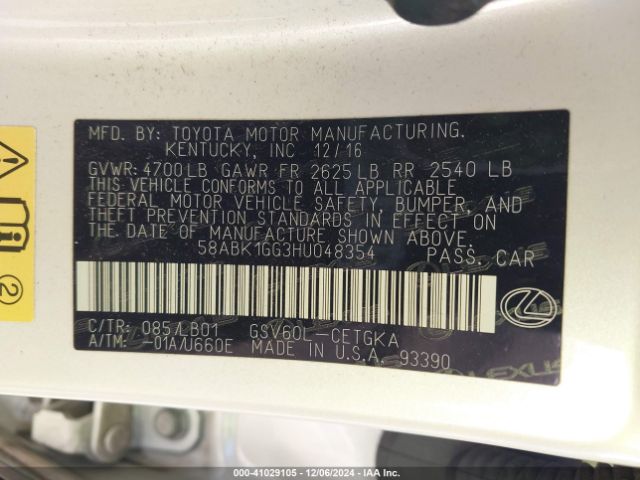 MFD. BY: TOYOTA MOTOR MANUFACTURING,
KENTUCKY, INC 12/16
GVWR: 4700LB GAWR FR 2625LB RR 2540 LB
THIS VEHICLE CONFORMS TO ALL APPLICABLE
FEDERAL MOTOR VEHICLE SAFETY, BUMPER, AND
THEFT PREVENTION STANDARDS IN EFFECT ON
THE DATE OF MANUFACTURE SHOWN ABOVE.
58ABK1GG3HU048354 PASS. CAR
C/TR: 085/LB01 GSV60L-CETGKA
A/TM: -01A/U660E MADE IN U.S.A. 93390
LEXUS
2
000-41029105 - 12/06/2024 - IAA Inc.